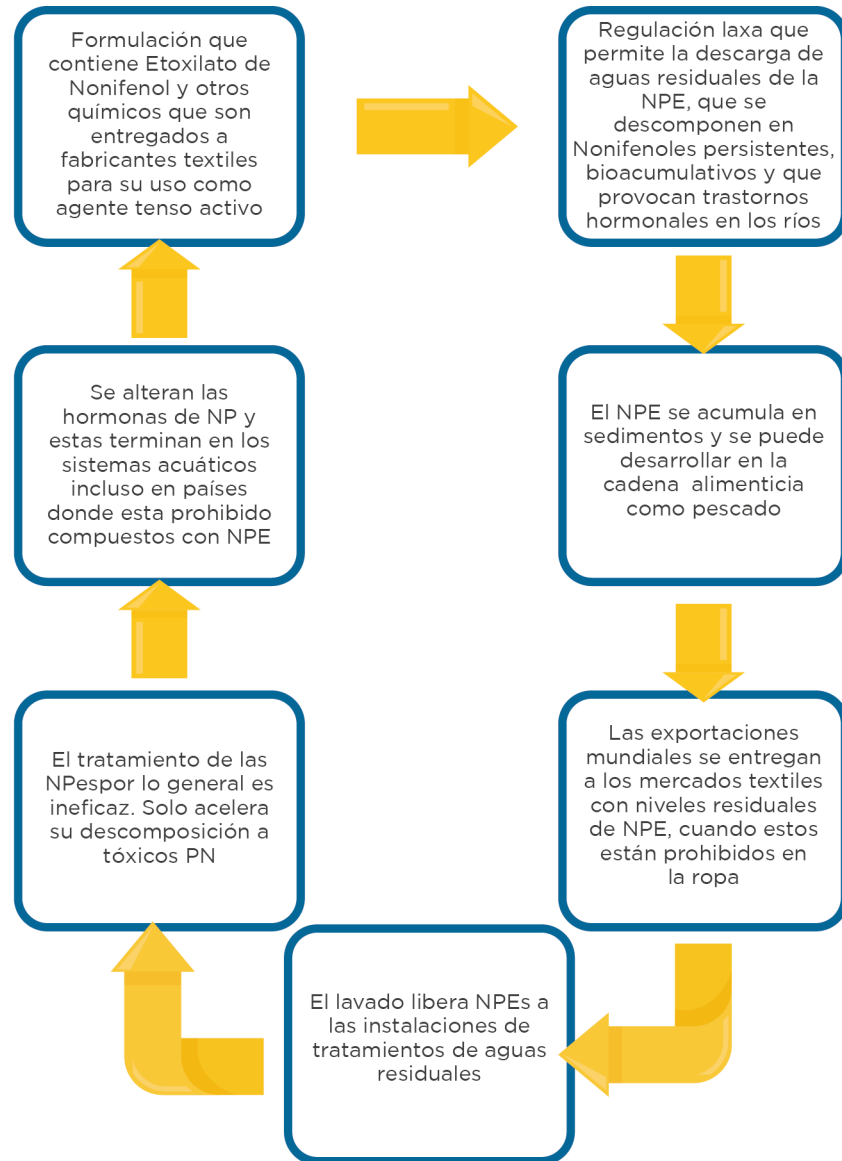 Formulación que
contiene Etoxilato de
Nonifenol y otros
químicos que son
entregados a
fabricantes textiles
para su uso como
agente tenso activo
Regulación laxa que
permite la descarga de
aguas residuales de la
NPE, que se
descomponen en
Nonifenoles persistentes,
bioacumulativos y que
provocan trastornos
hormonales en los ríos
El NPE se acumula en
sedimentos y se puede
desarrollar en la
cadena alimenticia
como pescado
Las exportaciones
mundiales se entregan
a los mercados textiles
con niveles residuales
de NPE, cuando estos
están prohibidos en
la ropa
El lavado libera NPEs a
las instalaciones de
tratamientos de aguas
residuales
El tratamiento de las
NPespor lo general es
ineficaz. Solo acelera
su descomposición a
tóxicos PN
Se alteran las
hormonas de NP y
estas terminan en los
sistemas acuáticos
incluso en países
donde esta prohibido
compuestos con NPE